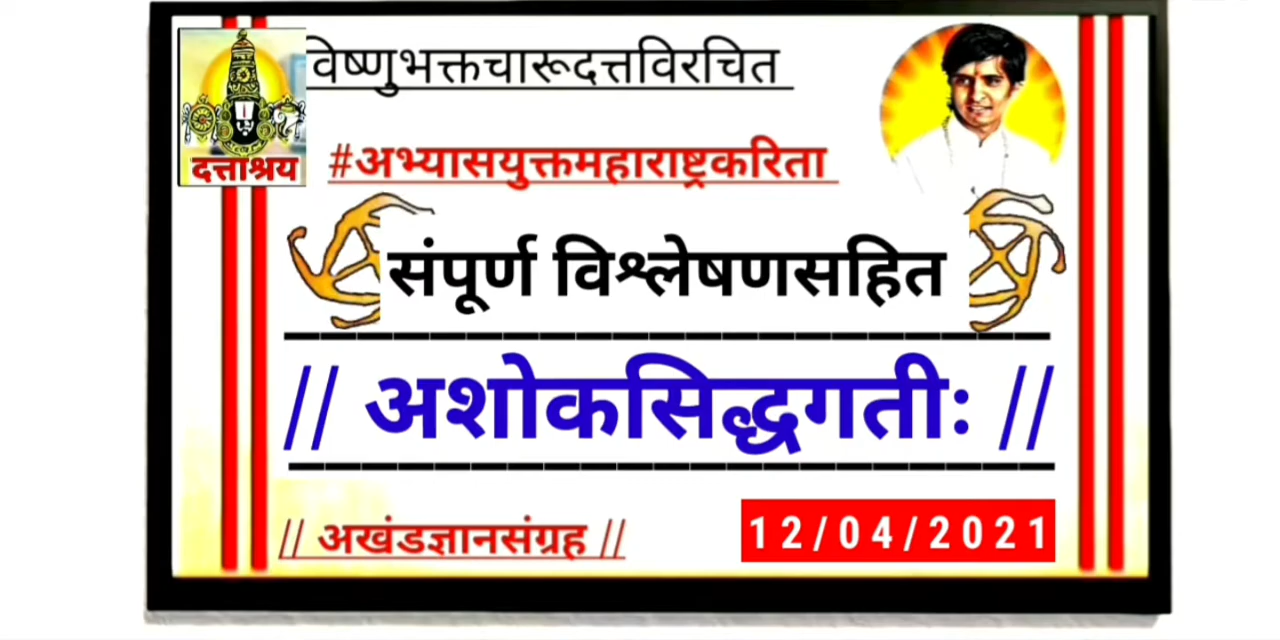 विष्णुभक्तचारूदत्तविरचित
दत्ताश्रय
#अभ्यासयुक्तमहाराष्ट्रकरिता
संपूर्ण विश्लेषणसहित
// अशोकसिद्धगतीः //
// अखंडज्ञानसंग्रह //
12/04/2021